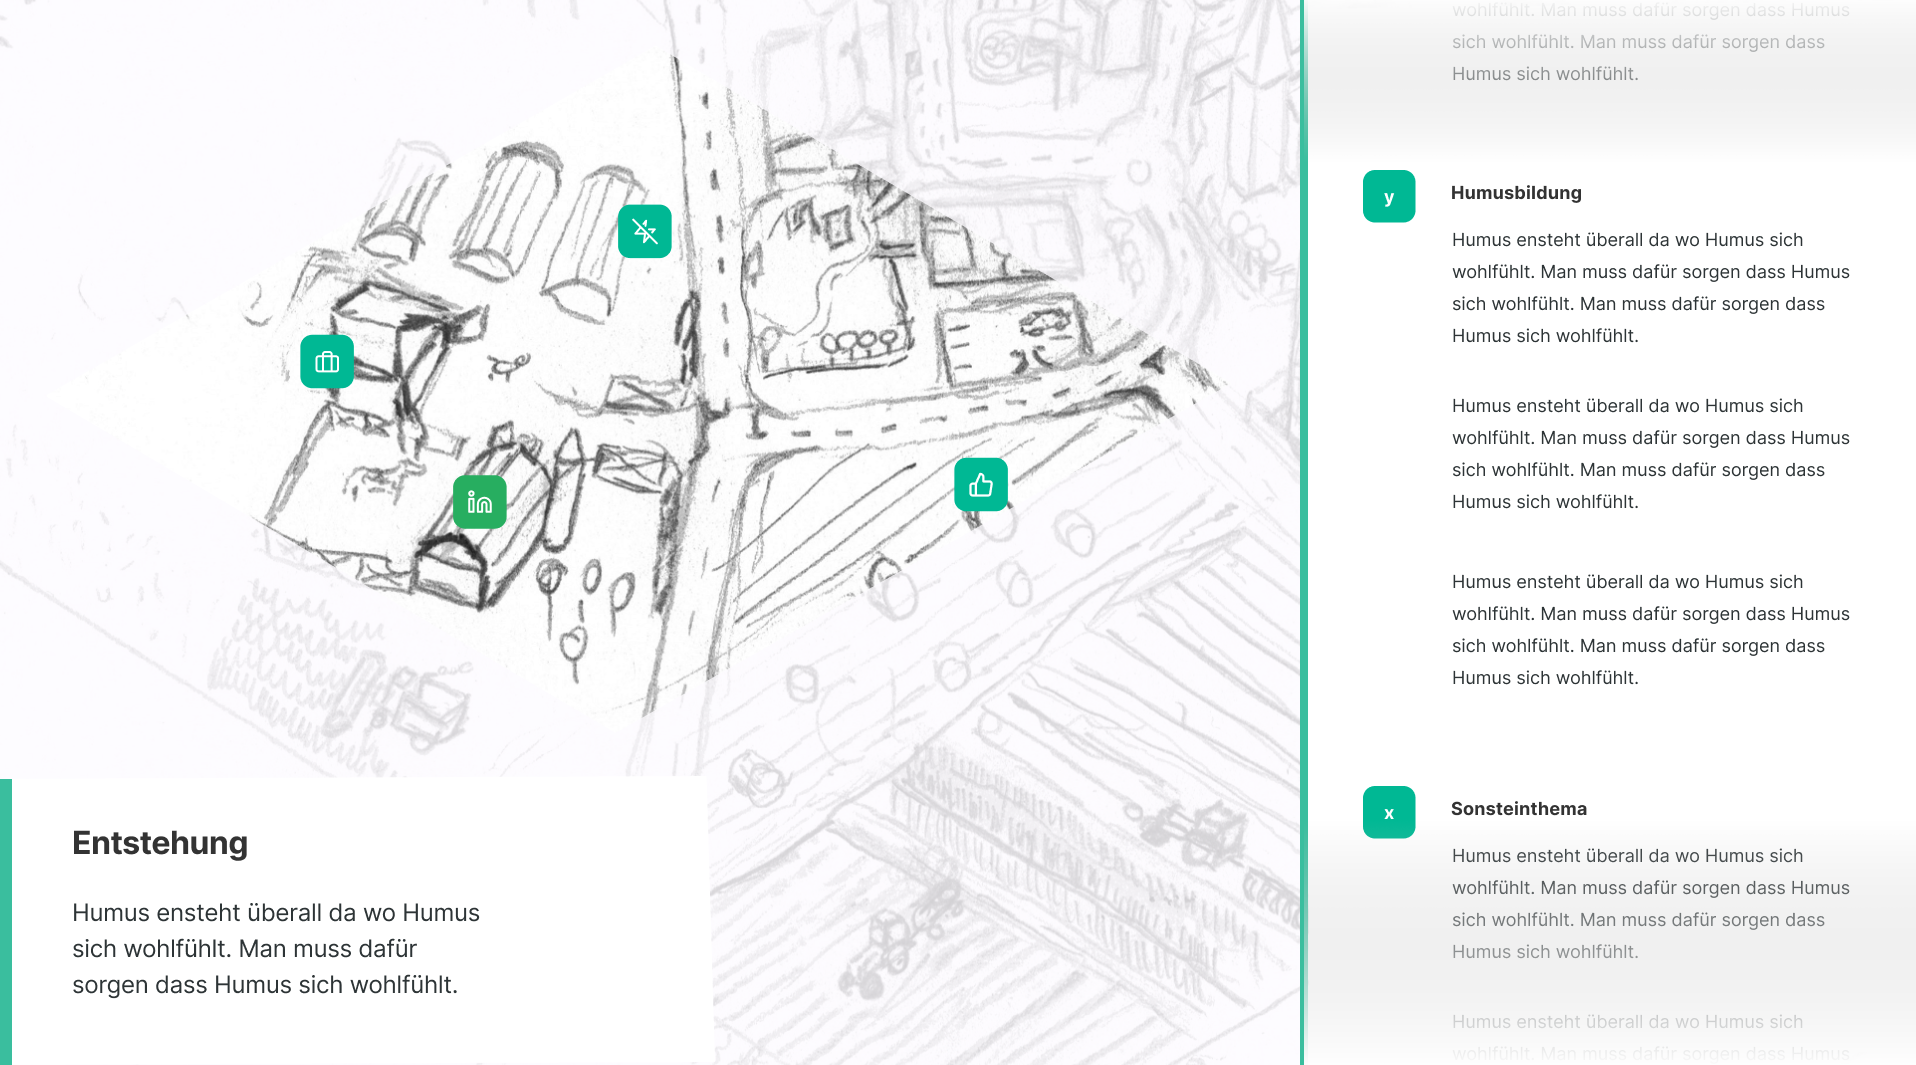 Entstehung
Humus ensteht überall da wo Humus
sich wohlfühlt. Man muss dafür
sorgen dass Humus sich wohlfühlt.
in
wohlfühlt. Man muss dafür sorgen dass Humus
sich wohlfühlt. Man muss dafür sorgen dass
Humus sich wohlfühlt.
y
Humusbildung
Humus ensteht überall da wo Humus sich
wohlfühlt. Man muss dafür sorgen dass Humus
sich wohlfühlt. Man muss dafür sorgen dass
Humus sich wohlfühlt.
Humus ensteht überall da wo Humus sich
wohlfühlt. Man muss dafür sorgen dass Humus
sich wohlfühlt. Man muss dafür sorgen dass
Humus sich wohlfühlt.
Humus ensteht überall da wo Humus sich
wohlfühlt. Man muss dafür sorgen dass Humus
sich wohlfühlt. Man muss dafür sorgen dass
Humus sich wohlfühlt.
x
Sonsteinthema
Humus ensteht überall da wo Humus sich
wohlfühlt. Man muss dafür sorgen dass Humus
sich wohlfühlt. Man muss dafür sorgen dass
Humus sich wohlfühlt.
Humus ensteht überall da wo Humus sich
wohlfühlt. Man muss dafür sorgen dass Humus